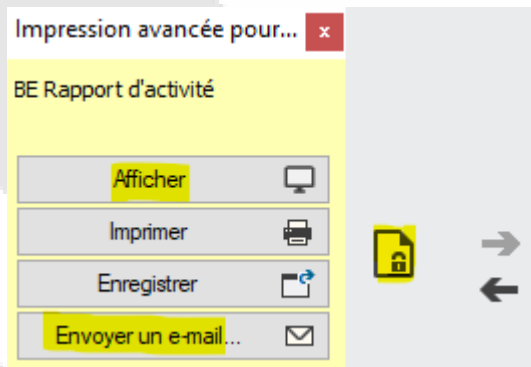 Impression avancée pour... x
BE Rapport d'activité
Afficher
Imprimer
Enregistrer
Envoyer un e-mail...